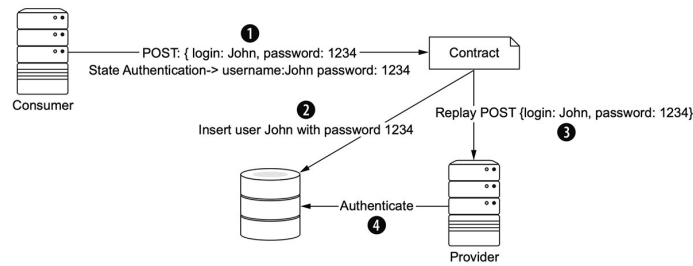 1
POST: { login: John, password: 1234
State Authentication-> username:John password: 1234
Contract
Consumer
2
Insert user John with password 1234
Replay POST {login: John, password: 1234}
3
Authenticate
4
Provider